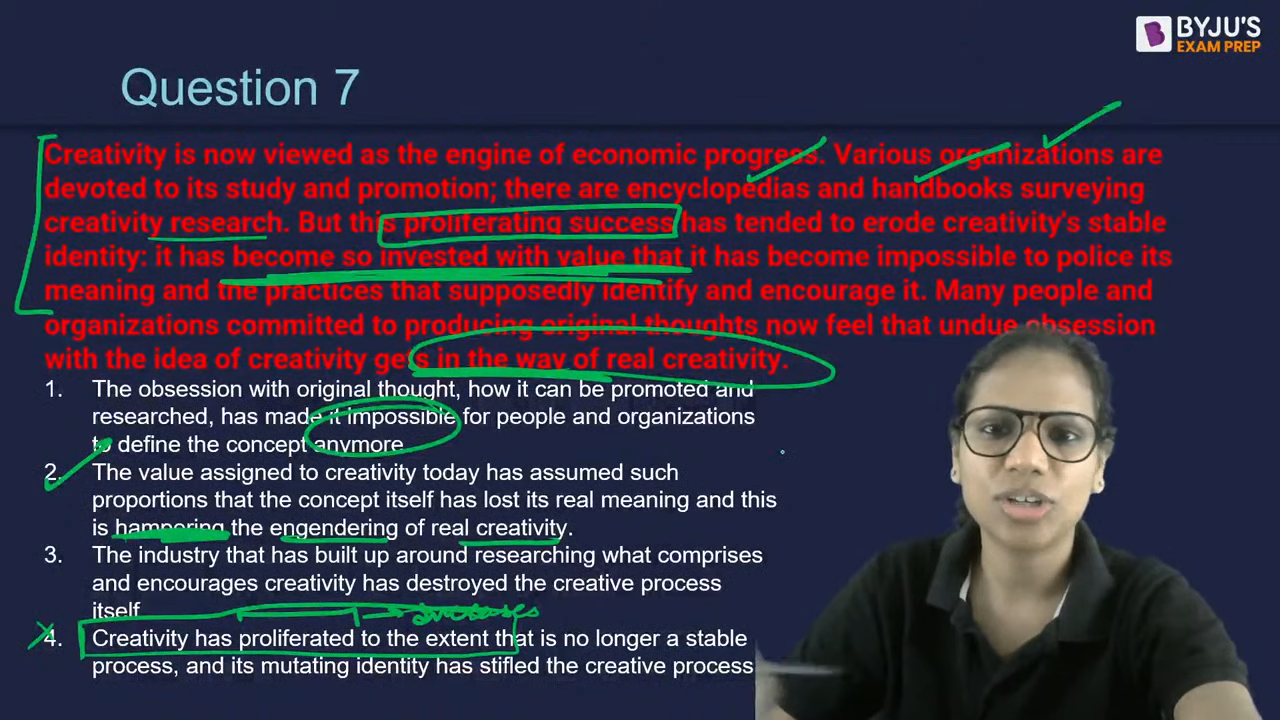 BYJU'S
EXAM PREP
Question 7
Creativity is now viewed as the engine of economic progress. Various organizations are
devoted to its study and promotion; there are encyclopedias and handbooks surveying
creativity research. But this proliferating success has tended to erode creativity's stable
identity: it has become so invested with value that it has become impossible to police its
meaning and the practices that supposedly identify and encourage it. Many people and
organizations committed to producing original thoughts now feel that undue obsession
with the idea of creativity gets in the way of real creativity.
1. The obsession with original thought, how it can be promoted and
researched, has made it impossible for people and organizations
to define the concept anymore
2. The value assigned to creativity today has assumed such
proportions that the concept itself has lost its real meaning and this
is hampering the engendering of real creativity.
3. The industry that has built up around researching what comprises
and encourages creativity has destroyed the creative process
itself
4. Creativity has proliferated to the extent that is no longer a stable
process, and its mutating identity has stifled the creative process